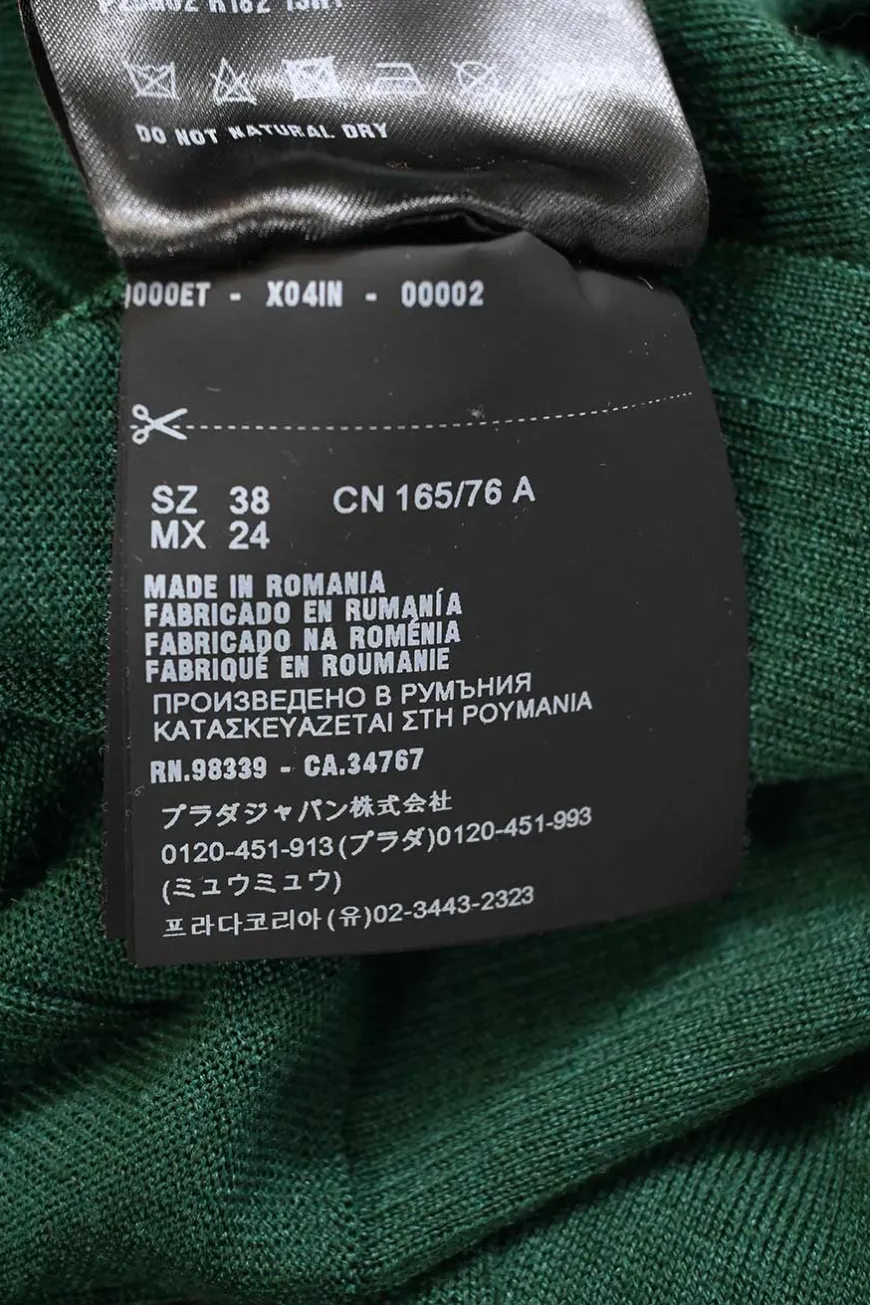 DO NOT NATURAL DRY
000ET - X04IN - 00002
SZ 38 CN 165/76 A
MX 24
MADE IN ROMANIA
FABRICADO EN RUMANÍA
FABRICADO NA ROMÉNIA
FABRIQUÉ EN ROUMANIE
ПРОИЗВЕДЕНО В РУМЪНИЯ
ΚΑΤΑΣΚΕΥΑΖΕΤΑΙ ΣΤΗ ΡΟΥΜΑΝΙΑ
RN.98339 - CA.34767
プラダジャパン株式会社
0120-451-913(プラダ)0120-451-993
(ミュウミュウ)
프라다코리아(유)02-3443-2323